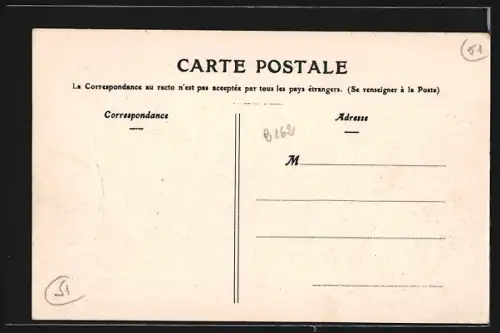 51
CARTE POSTALE
La Correspondance au recto n'est pas acceptée par tous les pays étrangers. (Se renseigner à la Poste)
Correspondance
Adresse
B1621
M
51